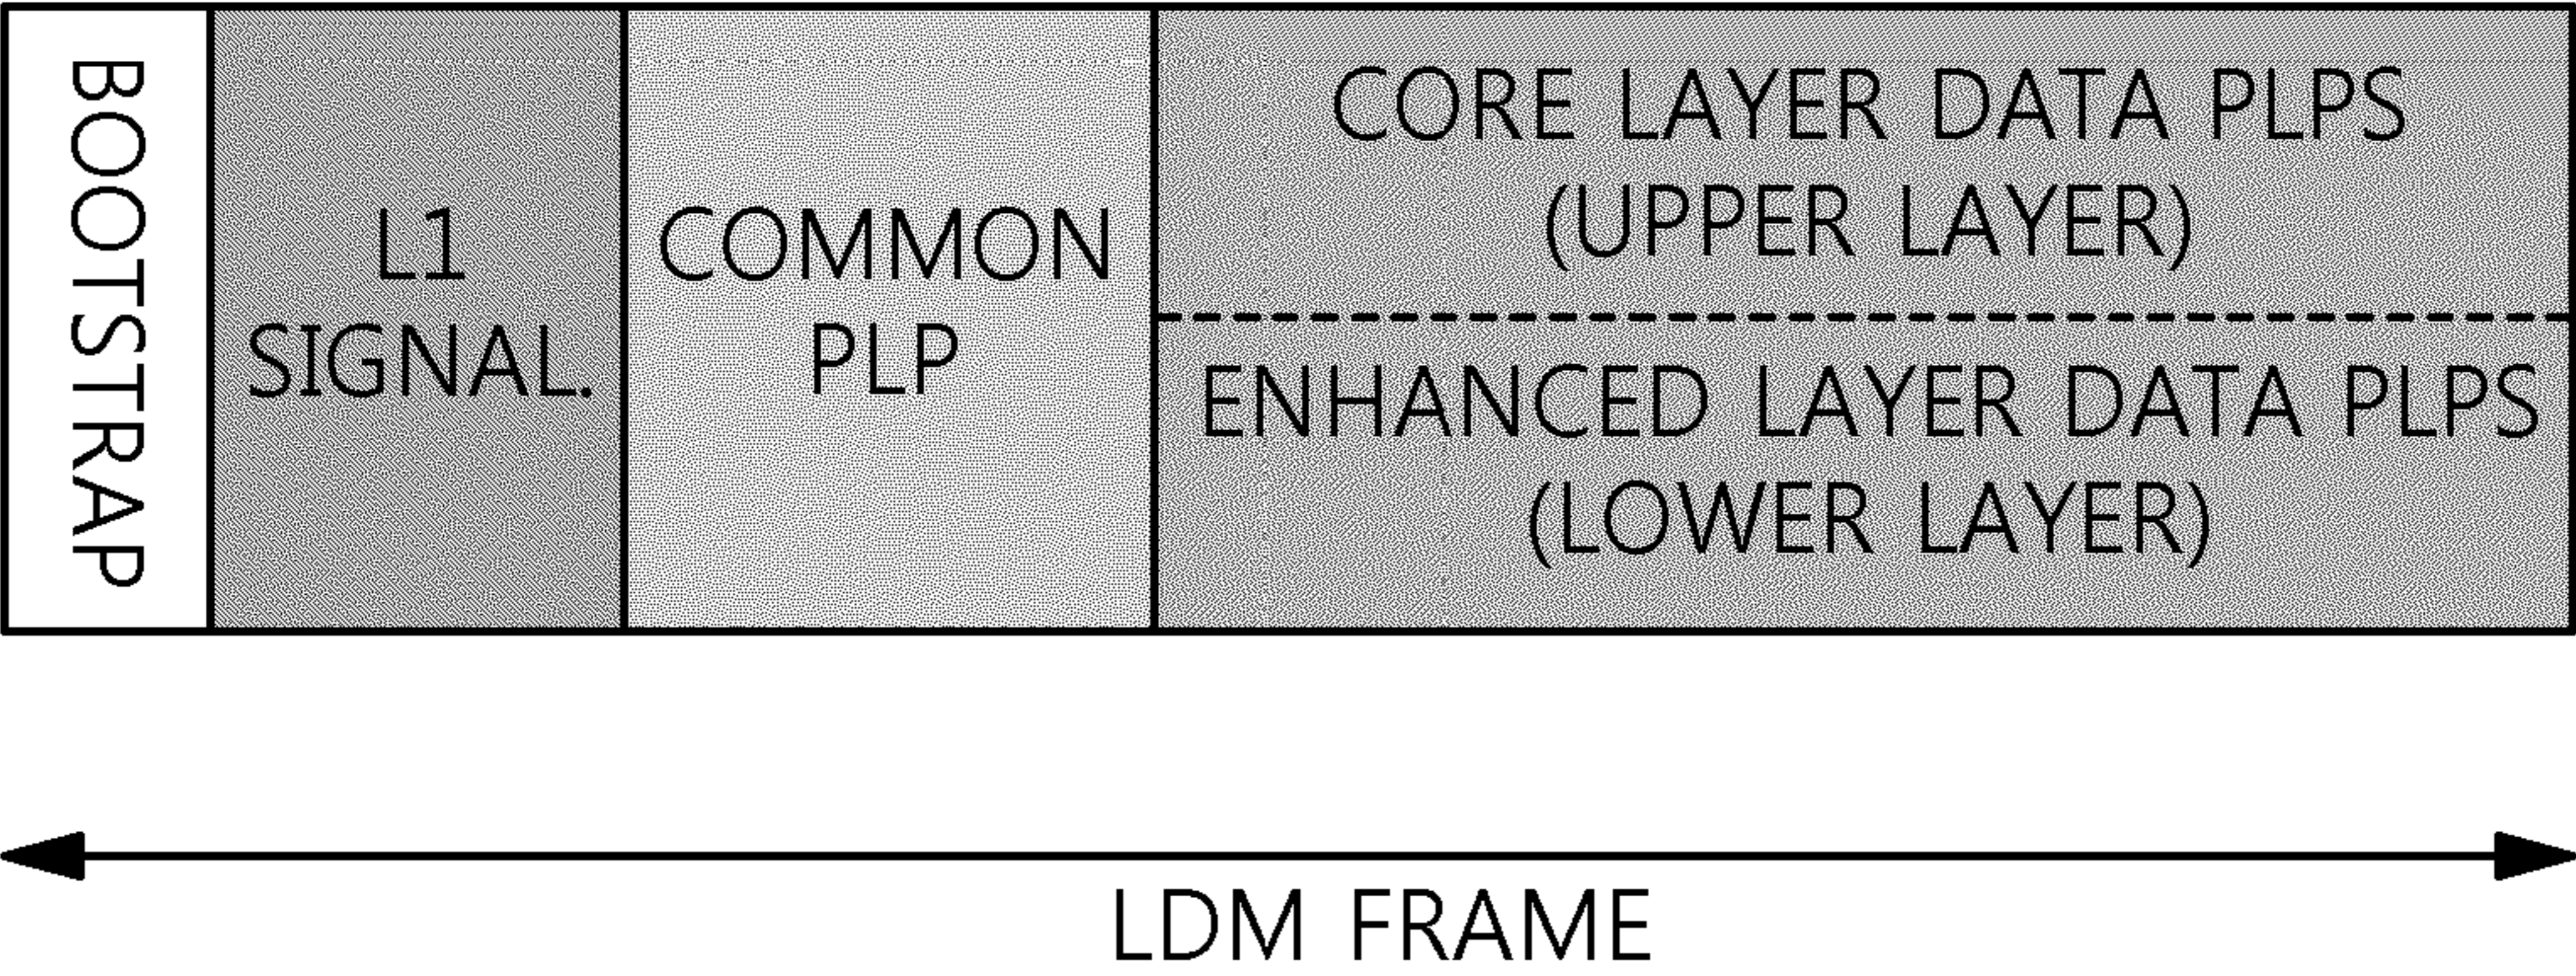 BOOTSTRAP
L1
SIGNAL.
COMMON
PLP
CORE LAYER DATA PLPS
(UPPER LAYER)
ENHANCED LAYER DATA PLPS
(LOWER LAYER)
LDM FRAME